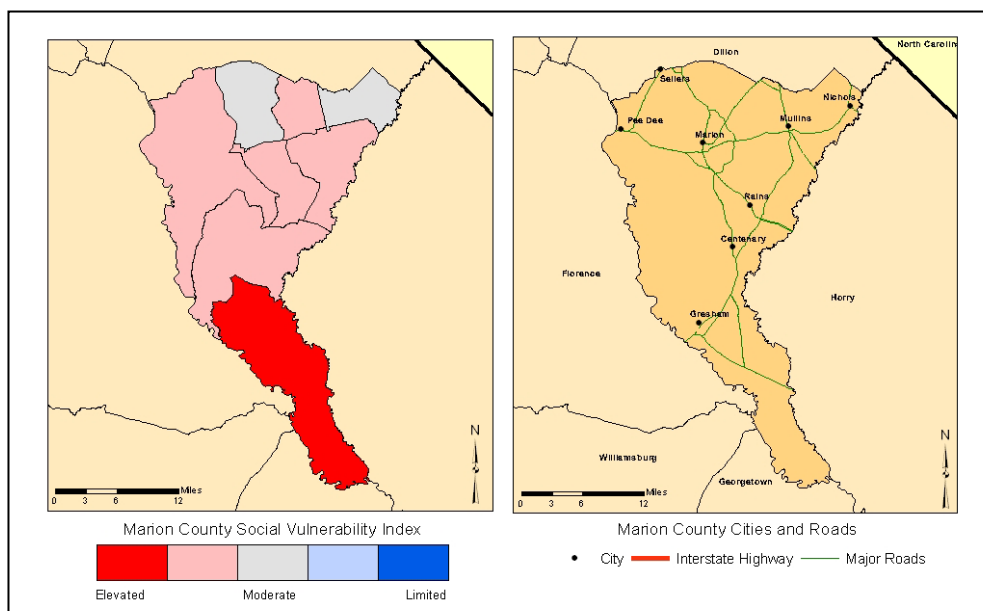 North Carolin
Dillon
Sellers
Nichols
Pee Dee
Mullins
Marion
Rains
Centenary
Florence
Horry
Gresham
Williamsburg
Georgetown
N
Miles
0 3 6 12
Marion County Social Vulnerability Index
Elevated Moderate Limited
N
Miles
0 3 6 12
Marion County Cities and Roads
City Interstate Highway Major Roads